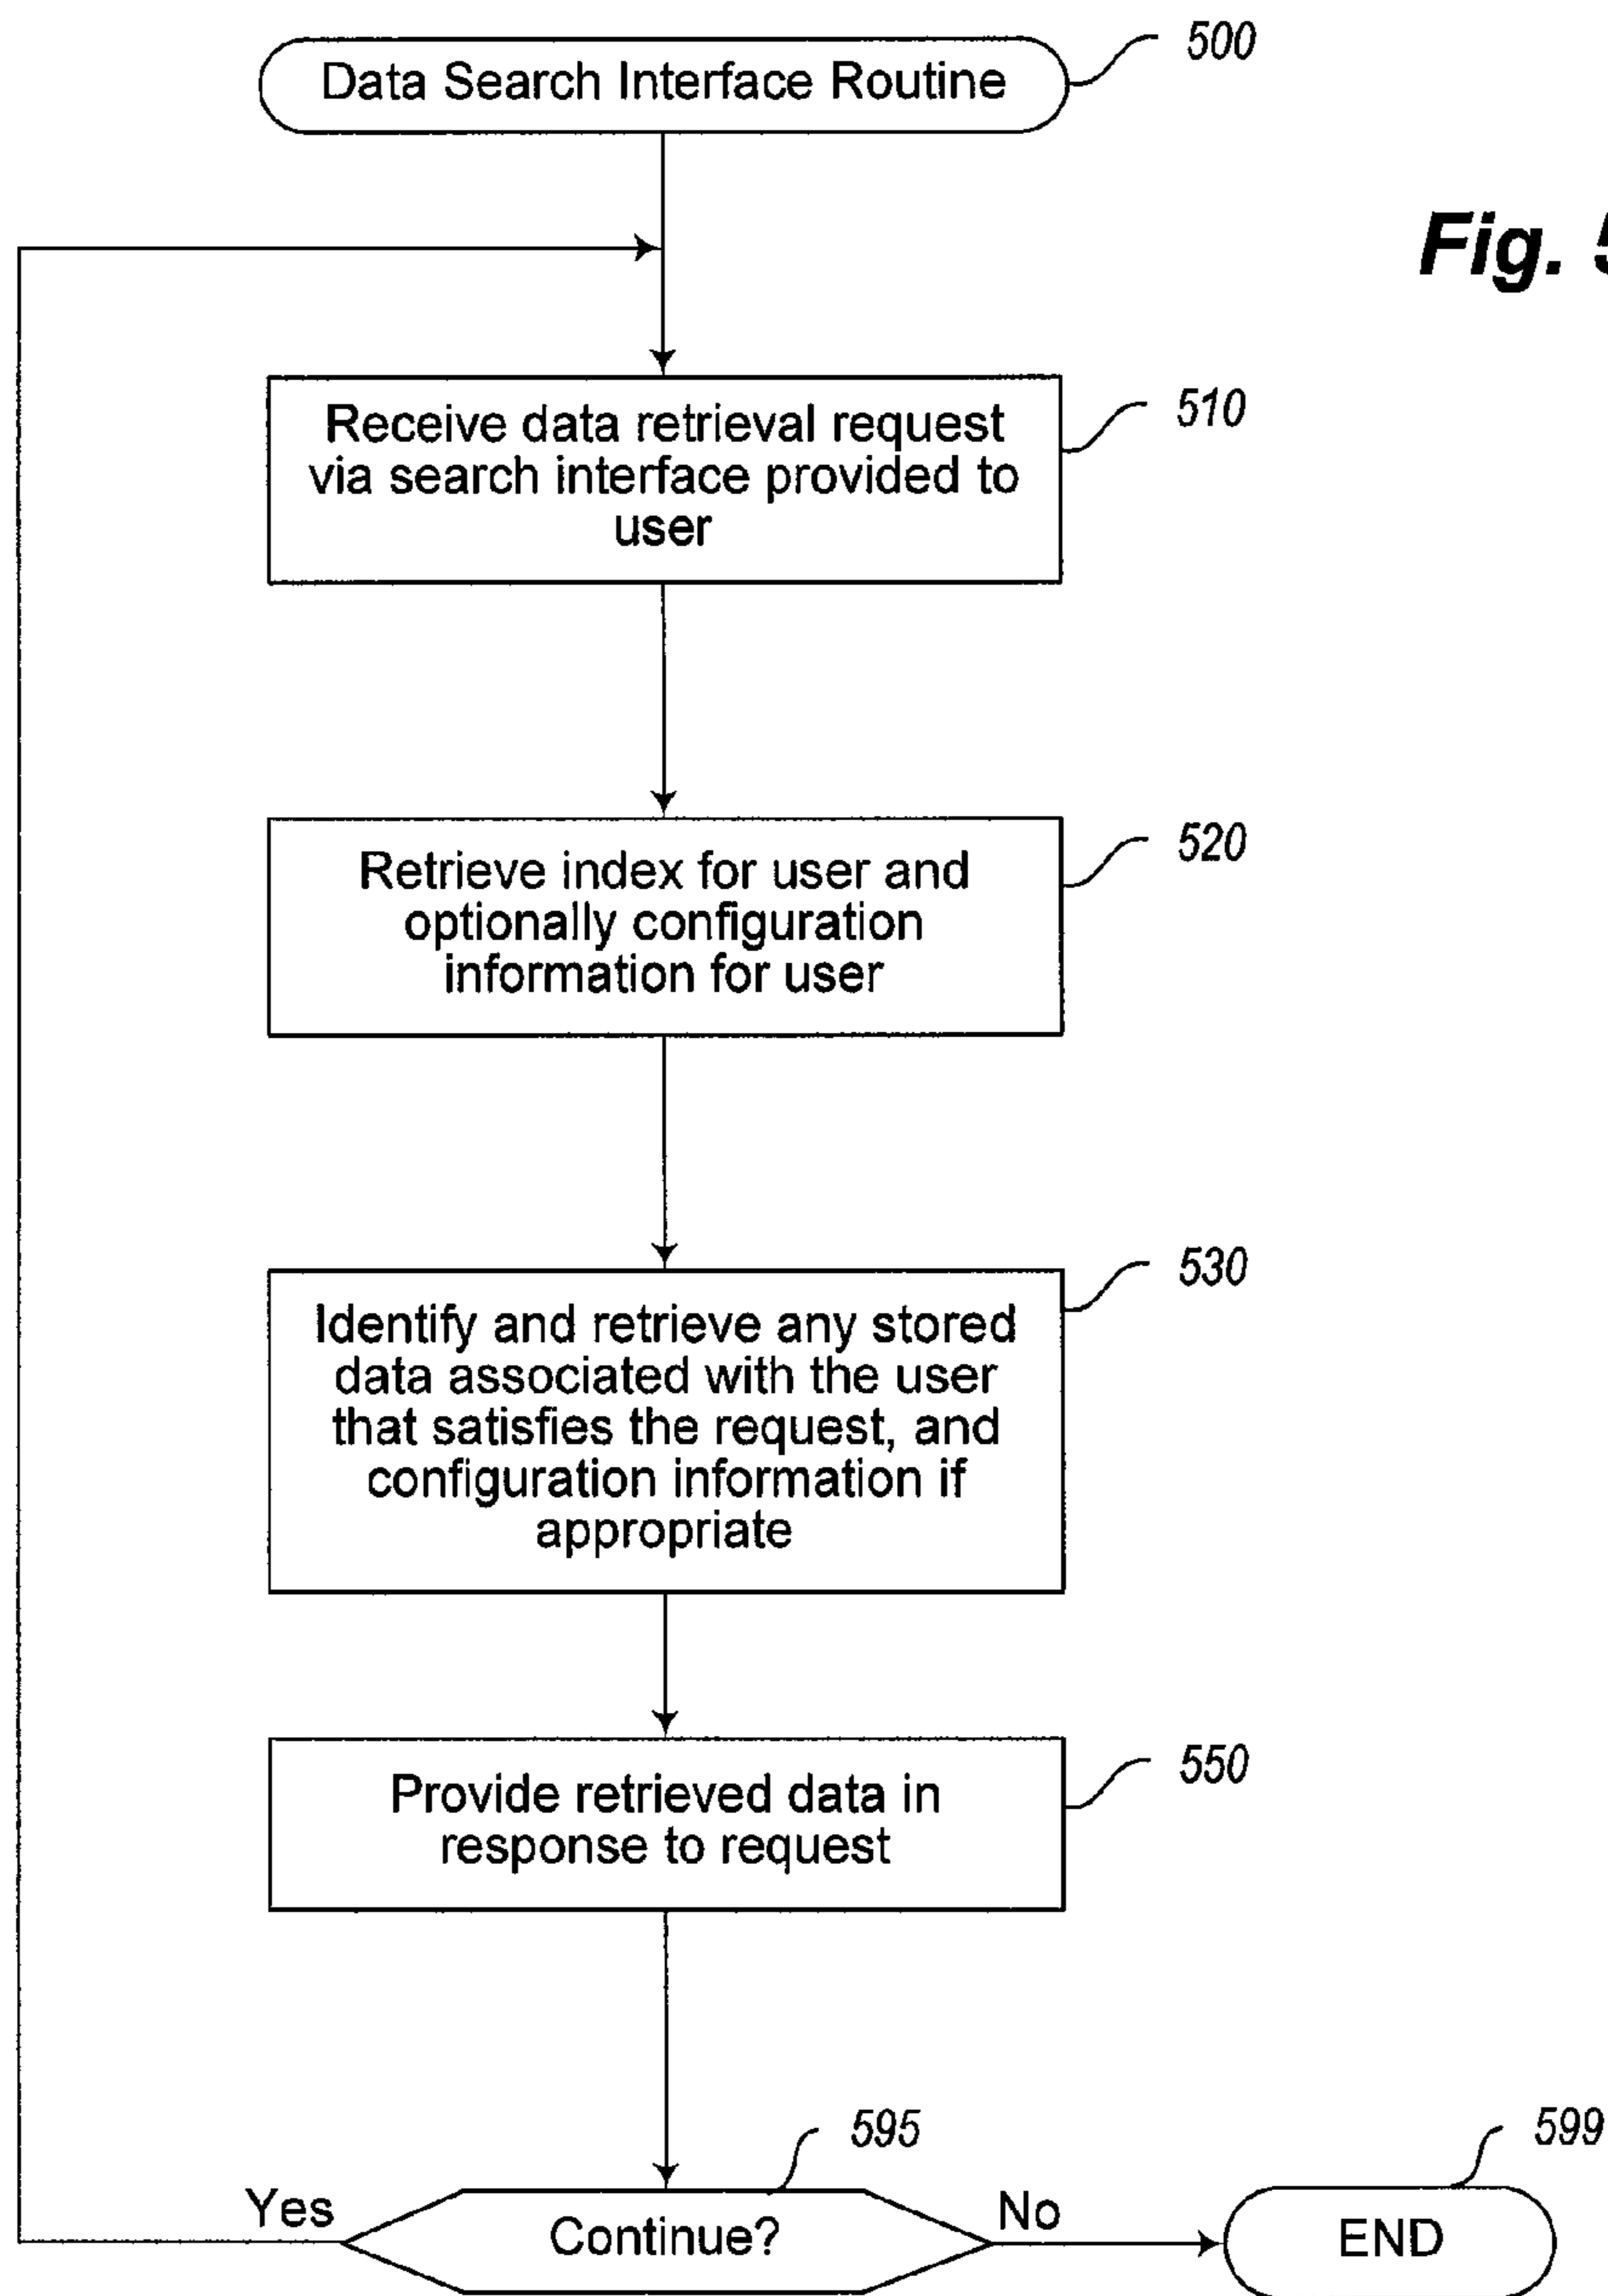 Data Search Interface Routine
500
Fig. 5
Receive data retrieval request
via search interface provided to
user
510
Retrieve index for user and
optionally configuration
information for user
520
Identify and retrieve any stored
data associated with the user
that satisfies the request, and
configuration information if
appropriate
530
Provide retrieved data in
response to request
550
595
599
Yes
Continue?
No
END